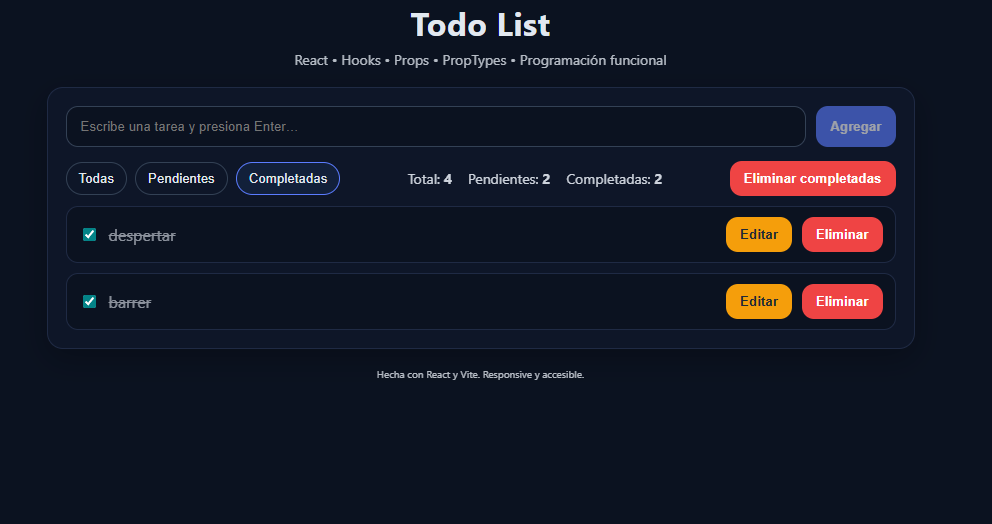 Todo List
React • Hooks • Props • PropTypes • Programación funcional
Escribe una tarea y presiona Enter...
Agregar
Todas Pendientes Completadas Total: 4 Pendientes: 2 Completadas: 2 Eliminar completadas
despertar Editar Eliminar
barrer Editar Eliminar
Hecha con React y Vite. Responsive y accesible.